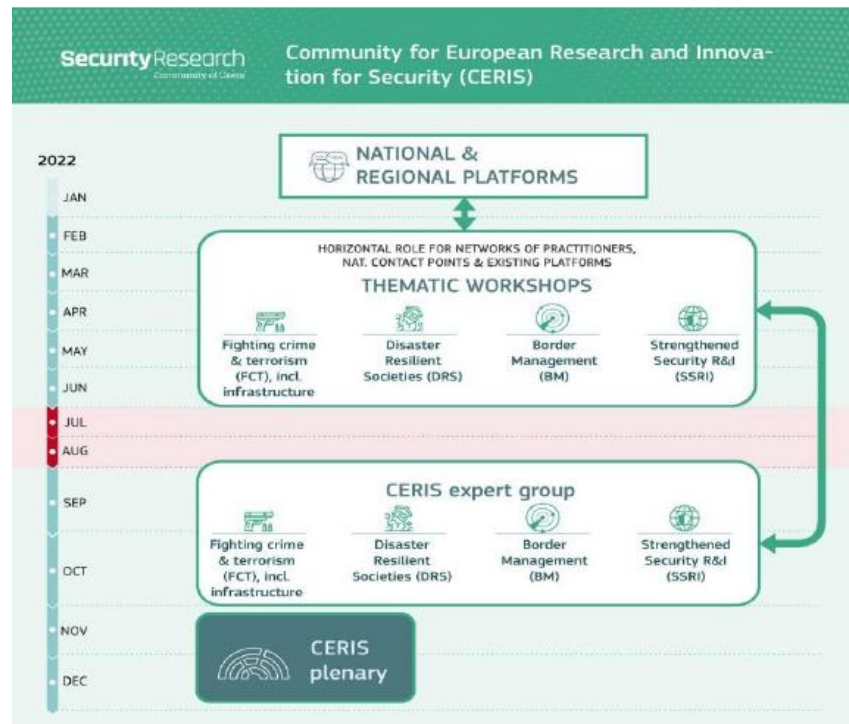 Security Research
Community of Users
Community for European Research and Innova-
tion for Security (CERIS)
2022
NATIONAL &
REGIONAL PLATFORMS
JAN
FEB
MAR
APR
MAY
JUN
JUL
AUG
SEP
OCT
NOV
DEC
HORIZONTAL ROLE FOR NETWORKS OF PRACTITIONERS,
NAT. CONTACT POINTS & EXISTING PLATFORMS
THEMATIC WORKSHOPS
Fighting crime
& terrorism
(FCT), incl.
infrastructure
Disaster
Resilient
Societies (DRS)
Border
Management
(BM)
Strengthened
Security R&I
(SSRI)
CERIS expert group
Fighting crime
& terrorism
(FCT), incl.
infrastructure
Disaster
Resilient
Societies (DRS)
Border
Management
(BM)
Strengthened
Security R&I
(SSRI)
CERIS
plenary